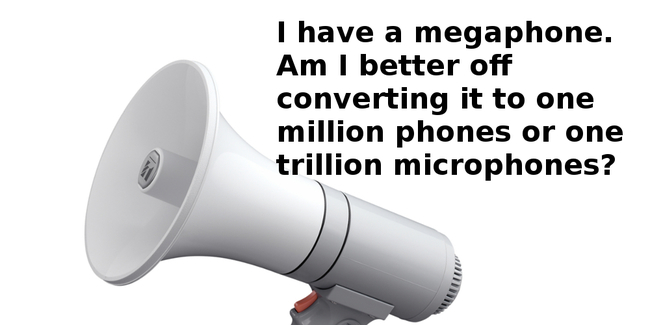 I have a megaphone.
Am I better off
converting it to one
million phones or one
trillion microphones?